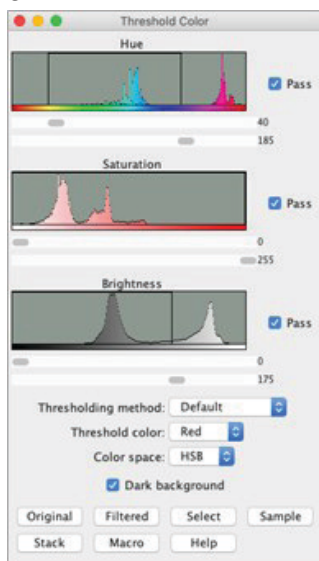 Threshold Color
Hue
Pass
40
185
Saturation
Pass
0
255
Brightness
Pass
0
175
Thresholding method: Default
Threshold color: Red
Color space: HSB
Dark background
Original Filtered Select Sample
Stack Macro Help